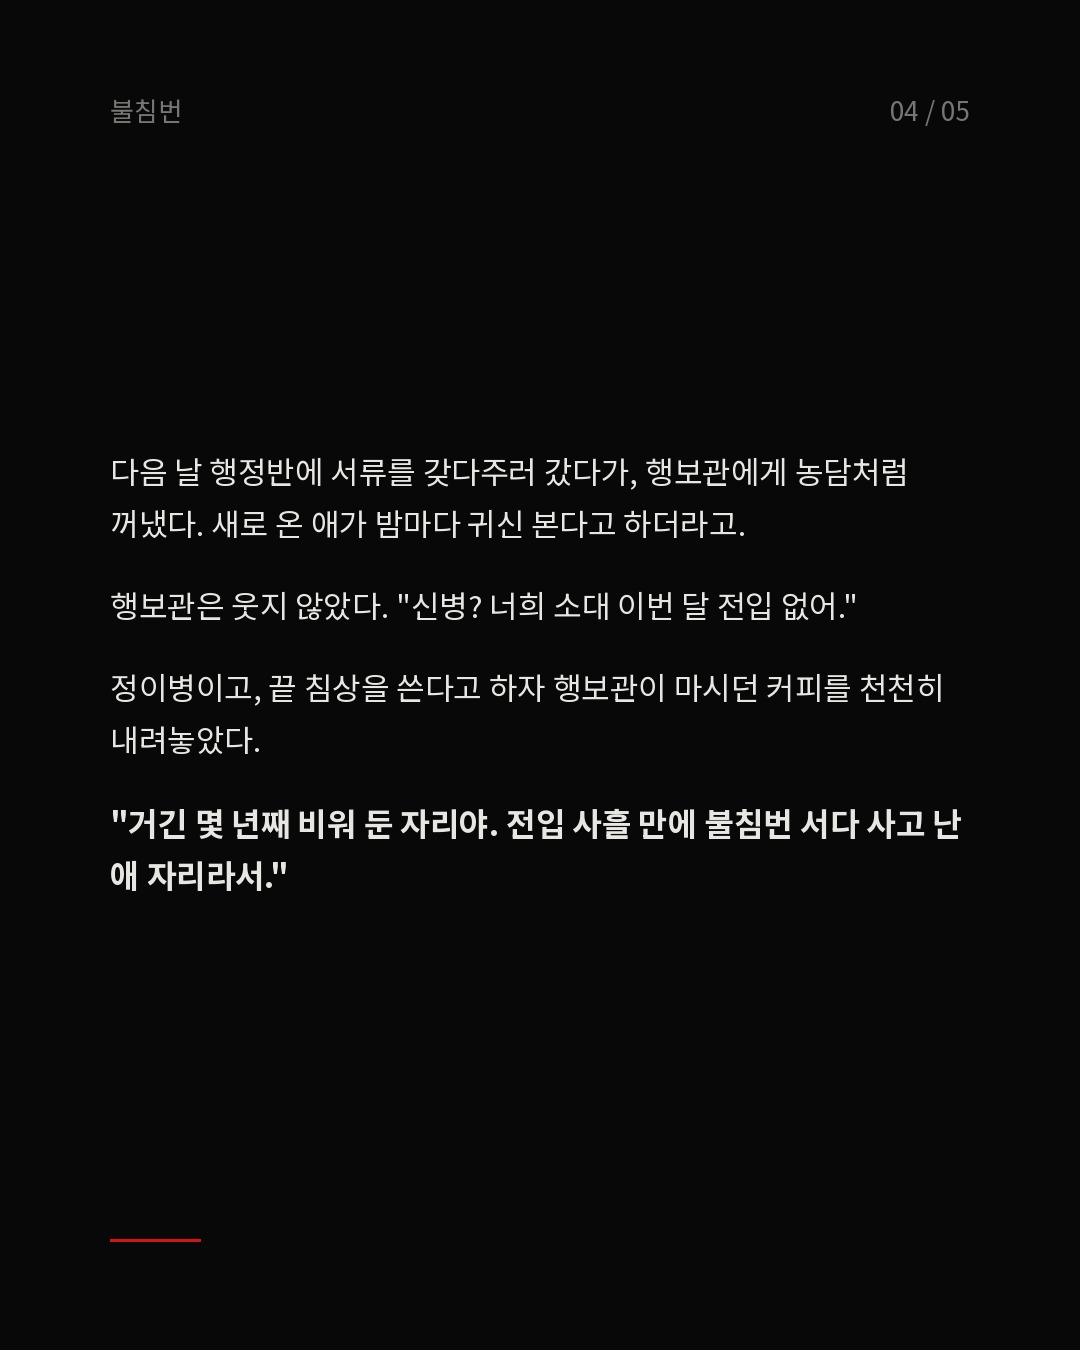 불침번
04 / 05
다음 날 행정반에 서류를 갖다주러 갔다가, 행보관에게 농담처럼
꺼냈다. 새로 온 애가 밤마다 귀신 본다고 하더라고.
행보관은 웃지 않았다. "신병? 너희 소대 이번 달 전입 없어."
정이병이고, 끝 침상을 쓴다고 하자 행보관이 마시던 커피를 천천히
내려놓았다.
"거긴 몇 년째 비워 둔 자리야. 전입 사흘 만에 불침번 서다 사고 난
애 자리라서."